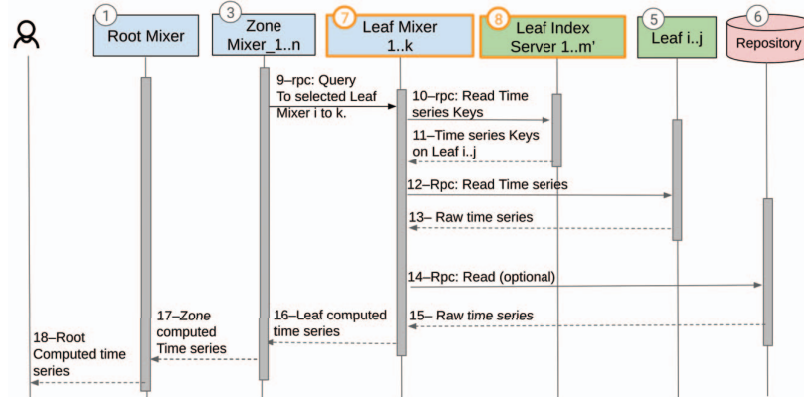 1
Root Mixer
3
Zone
Mixer_1..n
7
Leaf Mixer
1..k
8
Leaf Index
Server 1..m'
5
Leaf i..j
6
Repository
9–rpc: Query
To selected Leaf
Mixer i to k.
10–rpc: Read Time
series Keys
11–Time series Keys
on Leaf i..j
12–Rpc: Read Time series
13– Raw time series
14–Rpc: Read (optional)
15– Raw time series
16–Leaf computed
time series
17–Zone
computed
Time series
18–Root
Computed time
series